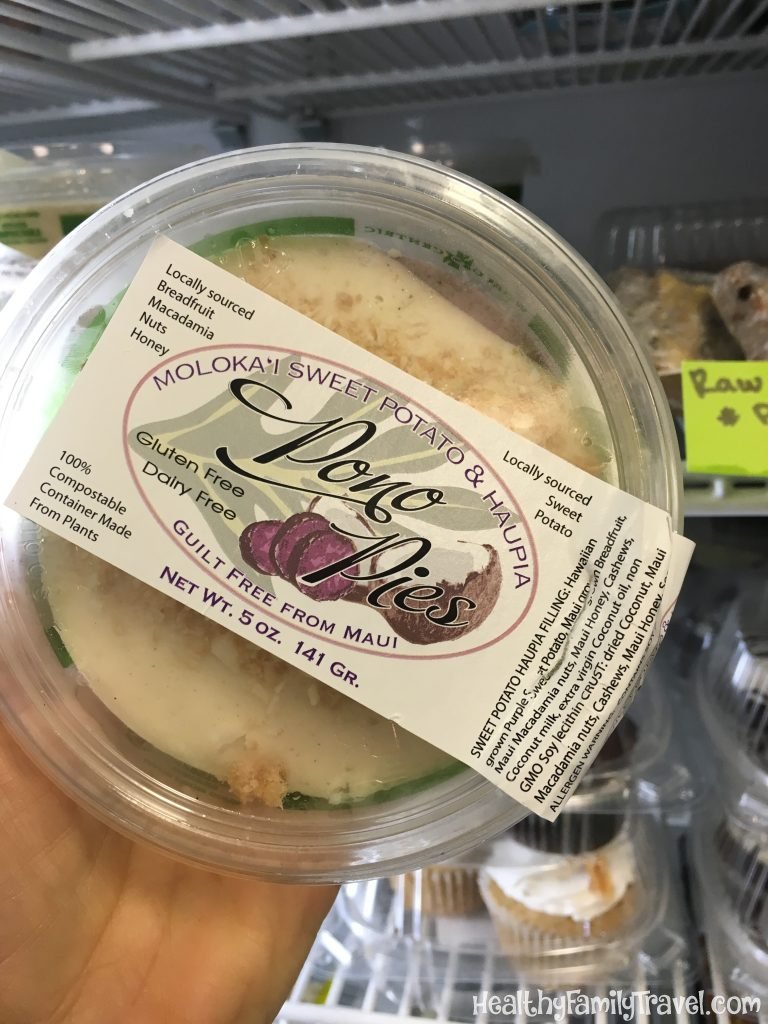 Locally sourced
Breadfruit
Macadamia
Nuts
Honey
MOLOKA'I SWEET POTATO & HAUPIA
Pono
Pies
Gluten Free
Dairy Free
GUILT FREE FROM MAUI
Locally sourced
Sweet
Potato
100%
Compostable
Container Made
From Plants
NET WT. 5 OZ. 141 GR.
SWEET POTATO HAUPIA FILLING: Hawaiian
grown Purple Sweet Potato, Maui grown Breadfruit,
Maui Macadamia nuts, Maui Honey, Cashews,
Coconut milk, extra virgin Coconut oil, non
GMO Soy lecithin CRUST: dried Coconut, Maui
Macadamia nuts, Cashews, Maui Honey,
ALLERGEN WARNING
Raw
HealthyFamilyTravel.com